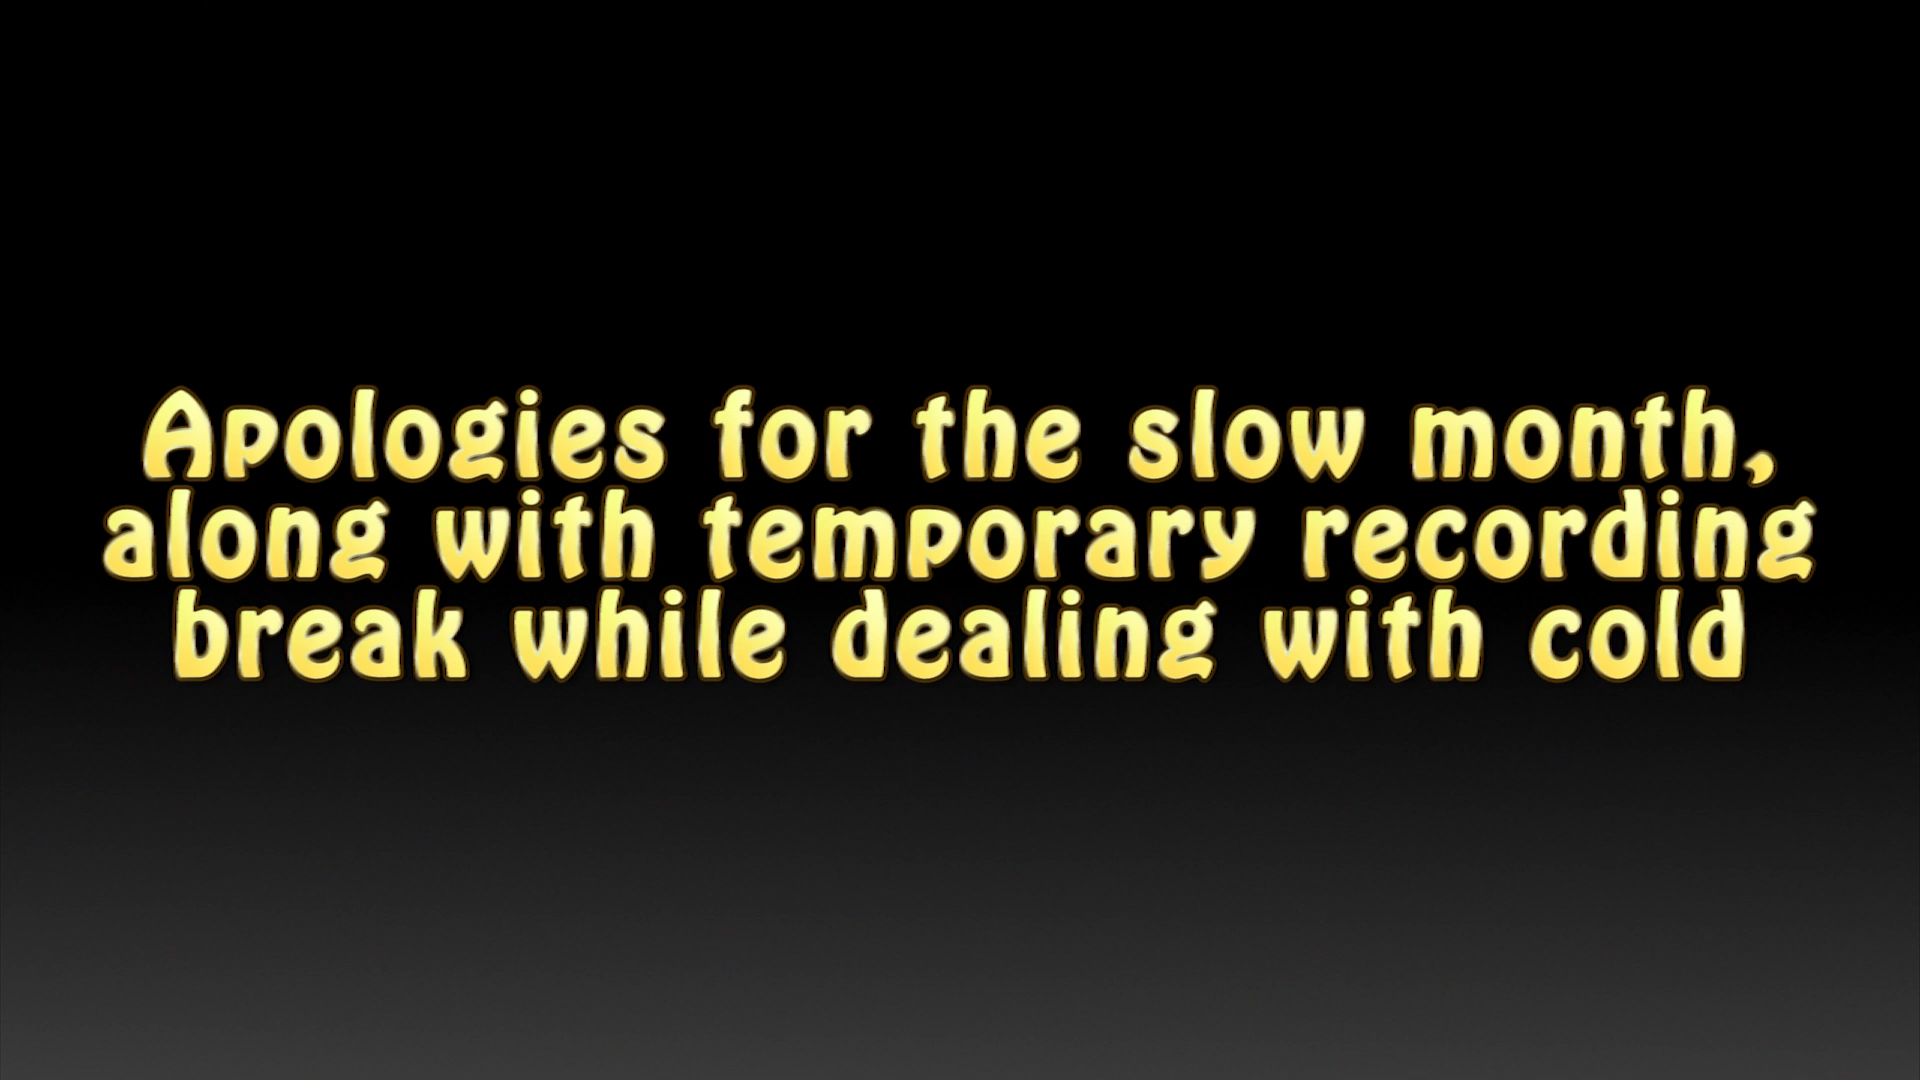 Apologies for the slow month,
along with temporary recording
break while dealing with cold